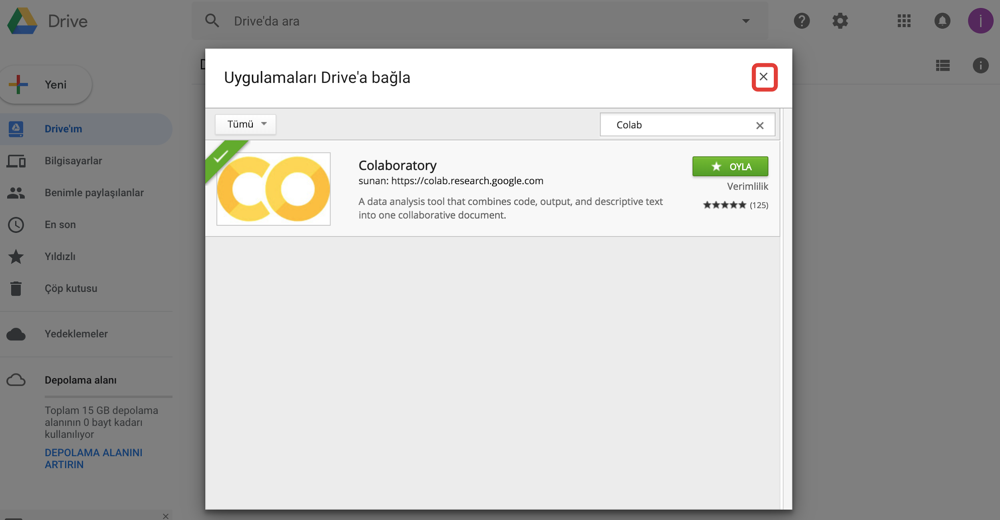 Drive
Drive'da ara
i
Yeni
Drive'ım
Bilgisayarlar
Benimle paylaşılanlar
En son
Yıldızlı
Çöp kutusu
Yedeklemeler
Depolama alanı
Toplam 15 GB depolama
alanının 0 bayt kadarı
kullanılıyor
DEPOLAMA ALANINI
ARTIRIN
Uygulamaları Drive'a bağla
Tümü
Colab
Colaboratory
sunan: https://colab.research.google.com
A data analysis tool that combines code, output, and descriptive text
into one collaborative document.
OYLA
Verimlilik
(125)